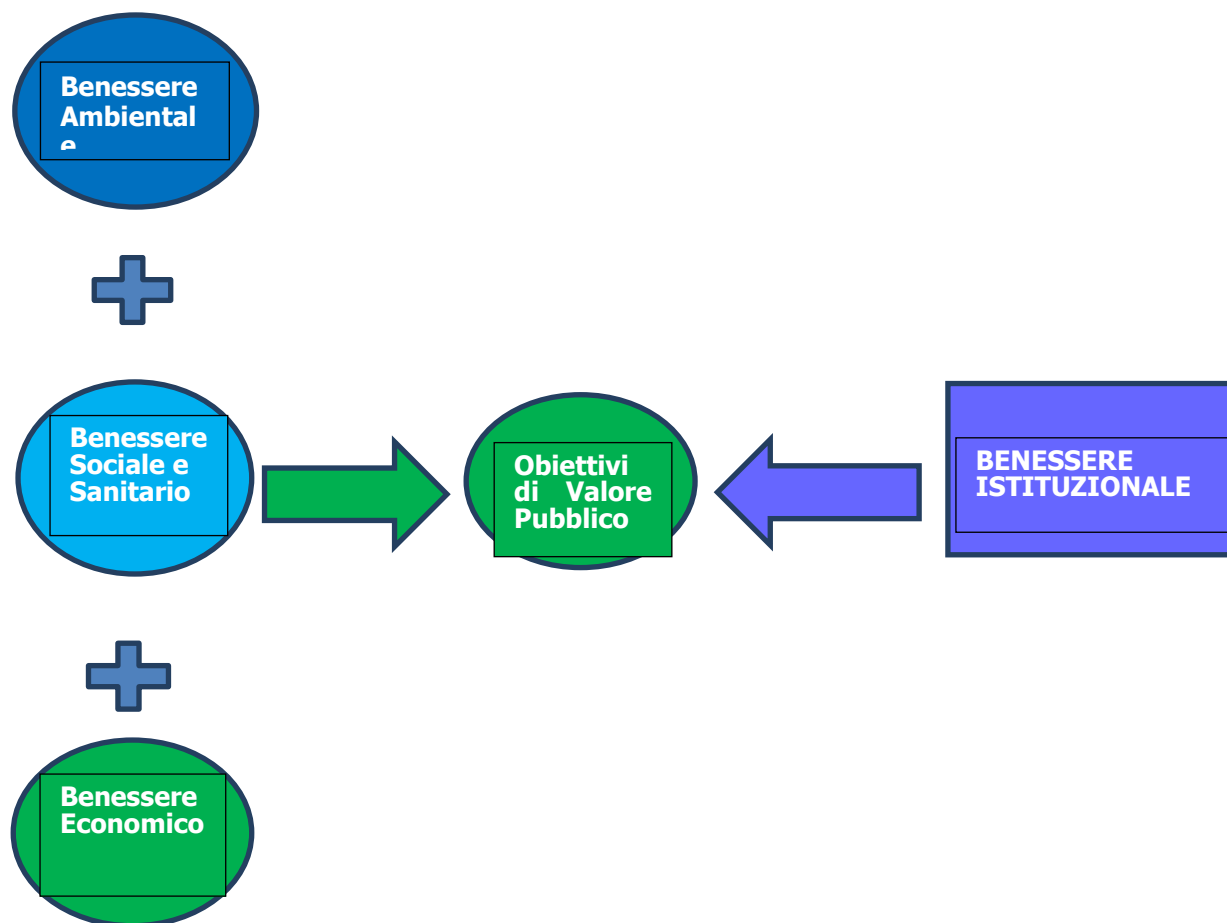 Benessere
Ambiental
e
Benessere
Sociale e
Sanitario
Obiettivi
di Valore
Pubblico
BENESSERE
ISTITUZIONALE
Benessere
Economico